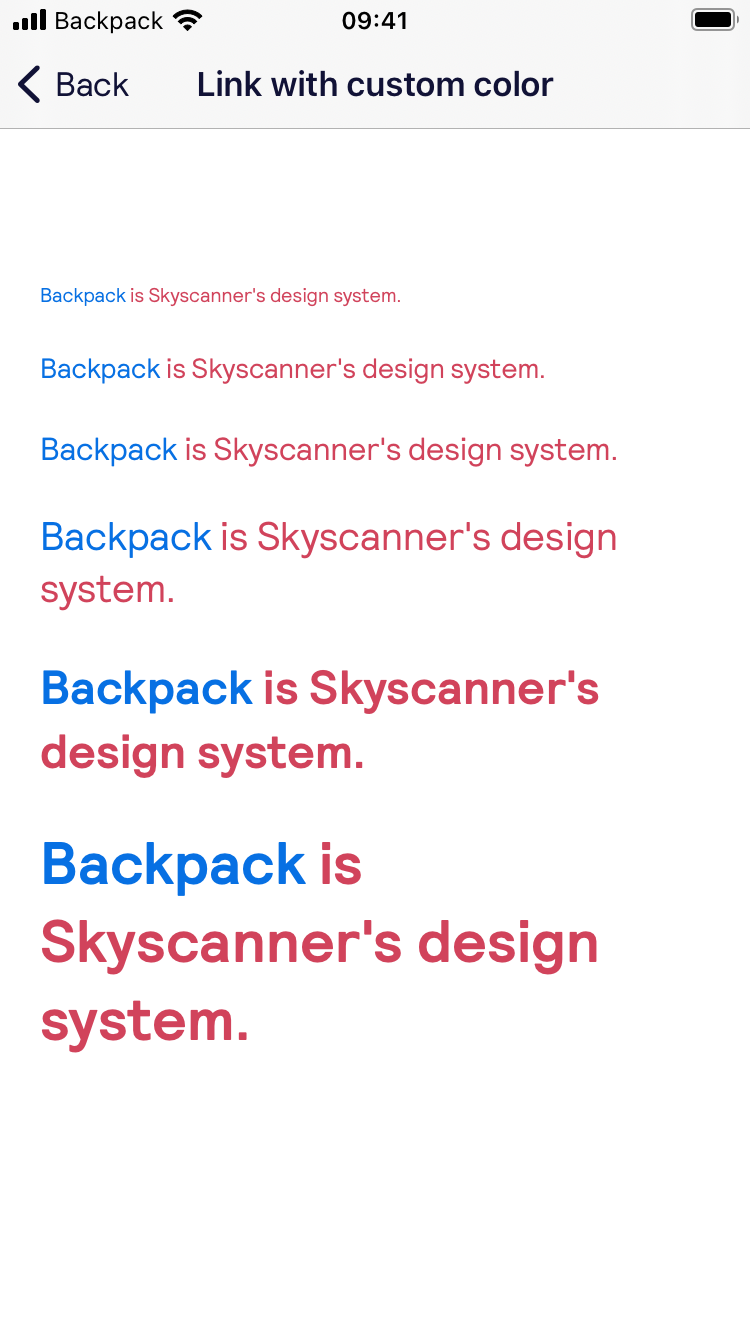 Backpack 09:41
Back Link with custom color
Backpack is Skyscanner's design system.
Backpack is Skyscanner's design system.
Backpack is Skyscanner's design system.
Backpack is Skyscanner's design
system.
Backpack is Skyscanner's
design system.
Backpack is
Skyscanner's design
system.